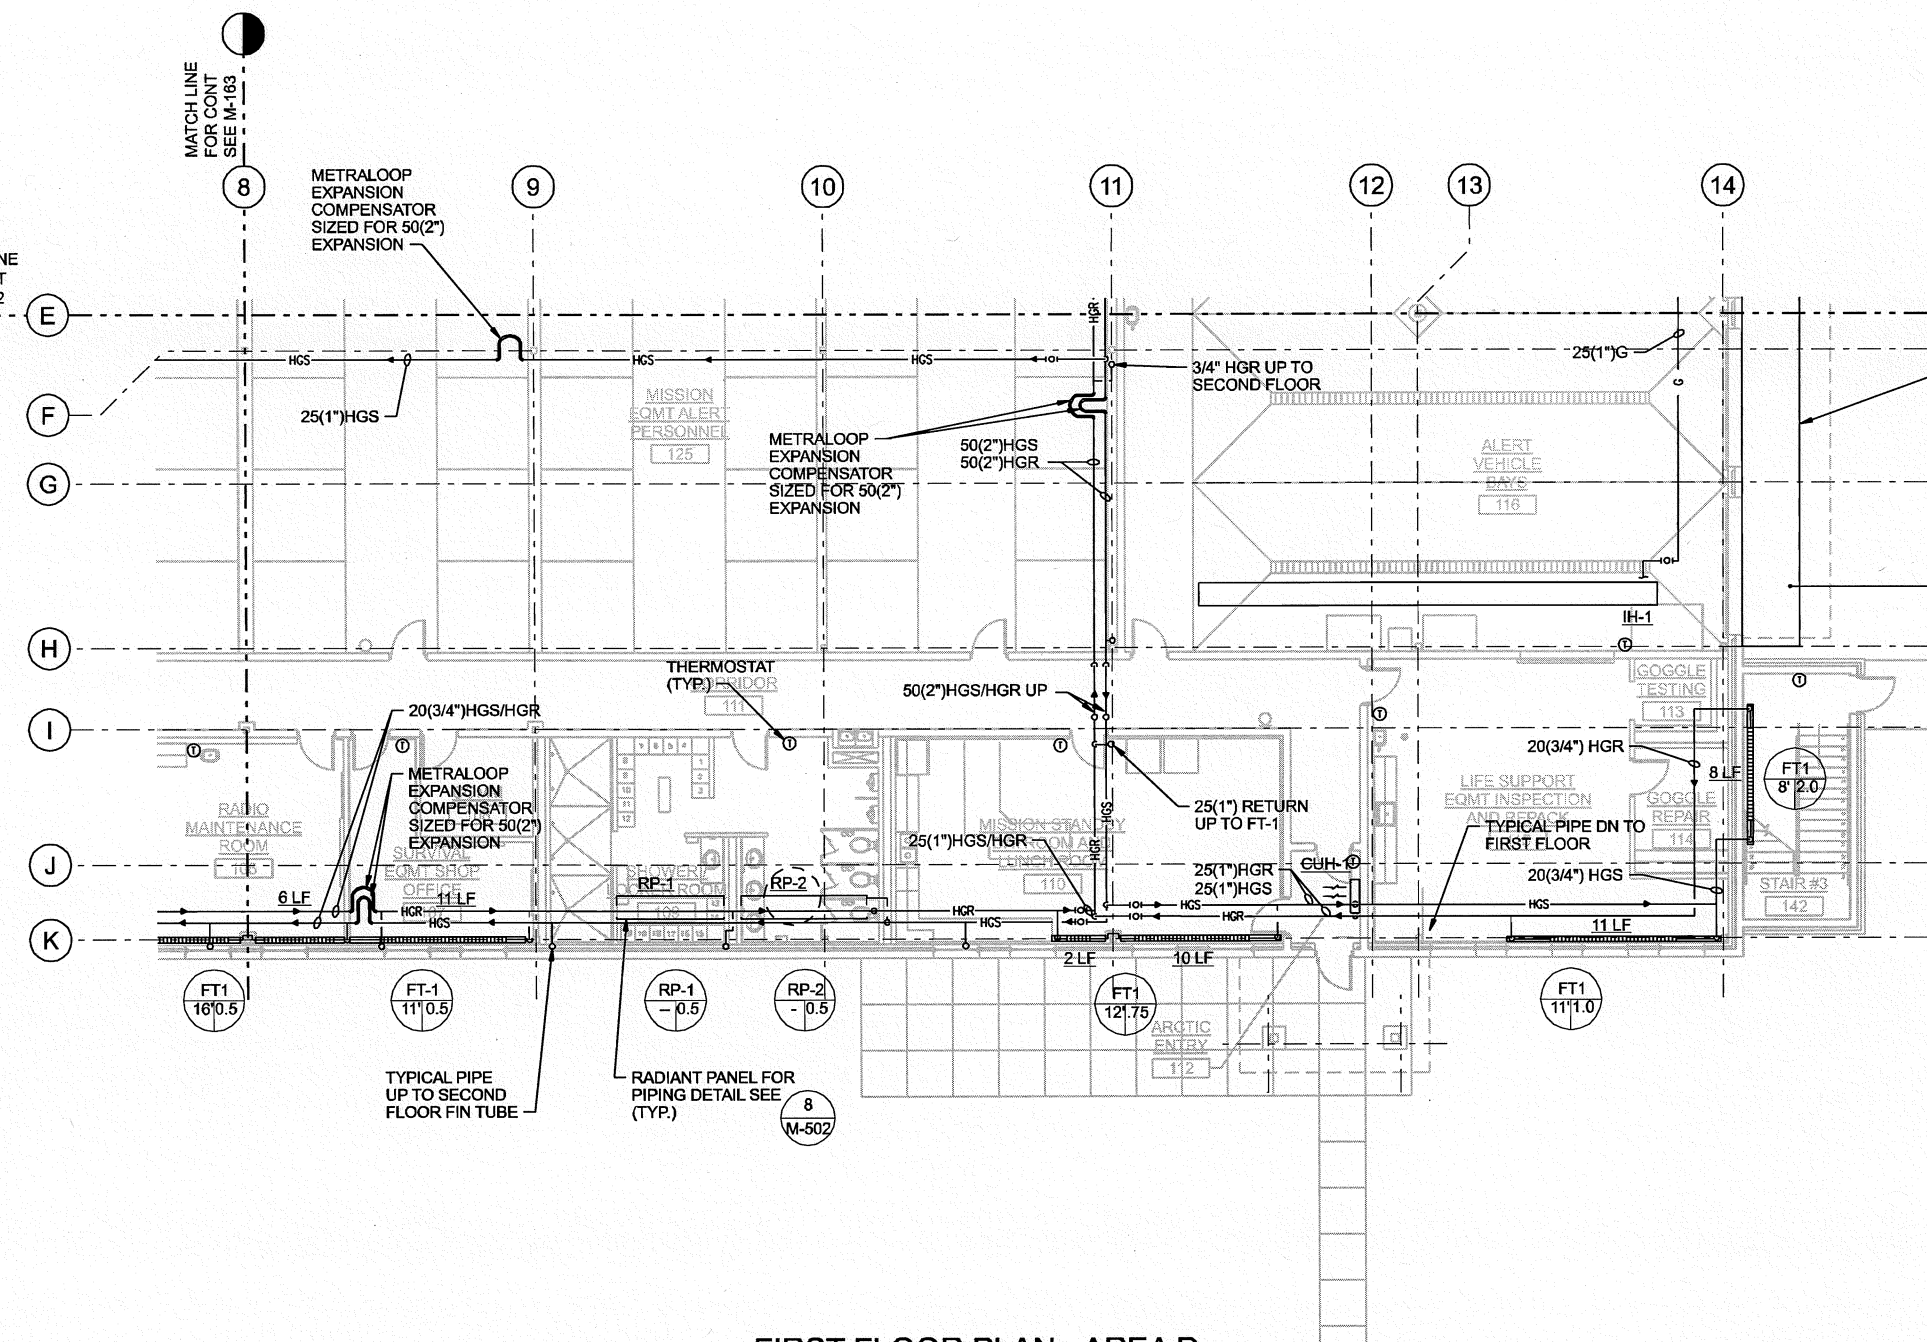 MATCH LINE
FOR CONT
SEE M-163
8
9
10
11
12
13
14
METRALOOP
EXPANSION
COMPENSATOR
SIZED FOR 50(2")
EXPANSION
NE
T
2
E
F
G
H
I
J
K
HGS
HGS
HGS
HGR
25(1")HGS
3/4" HGR UP TO
SECOND FLOOR
25(1")G
G
MISSION
EQMT ALERT
PERSONNEL
125
METRALOOP
EXPANSION
COMPENSATOR
SIZED FOR 50(2")
EXPANSION
50(2")HGS
50(2")HGR
ALERT
VEHICLE
BAYS
116
IH-1
THERMOSTAT
(TYP.)
CORRIDOR
111
50(2")HGS/HGR UP
GOGGLE
TESTING
113
20(3/4")HGS/HGR
T
T
T
T
T
T
T
T
METRALOOP
EXPANSION
COMPENSATOR
SIZED FOR 50(2")
EXPANSION
20(3/4") HGR
8 LF
FT1
8' 2.0
RADIO
MAINTENANCE
ROOM
SURVIVAL
EQMT SHOP
OFFICE
LIFE SUPPORT
EQMT INSPECTION
AND REPACK
GOGGLE
REPAIR
114
25(1") RETURN
UP TO FT-1
HGS
HGR
TYPICAL PIPE DN TO
FIRST FLOOR
25(1")HGS/HGR
110
CUH-1
25(1")HGR
25(1")HGS
20(3/4") HGS
STAIR #3
142
6 LF
11 LF
RP-1
RP-2
HGR
HGS
HGR
HGS
HGS
HGR
HGS
11 LF
2 LF
10 LF
FT1
16' 0.5
FT-1
11' 0.5
RP-1
– 0.5
RP-2
- 0.5
FT1
12' .75
FT1
11' 1.0
ARCTIC
ENTRY
112
TYPICAL PIPE
UP TO SECOND
FLOOR FIN TUBE
RADIANT PANEL FOR
PIPING DETAIL SEE
(TYP.)
8
M-502